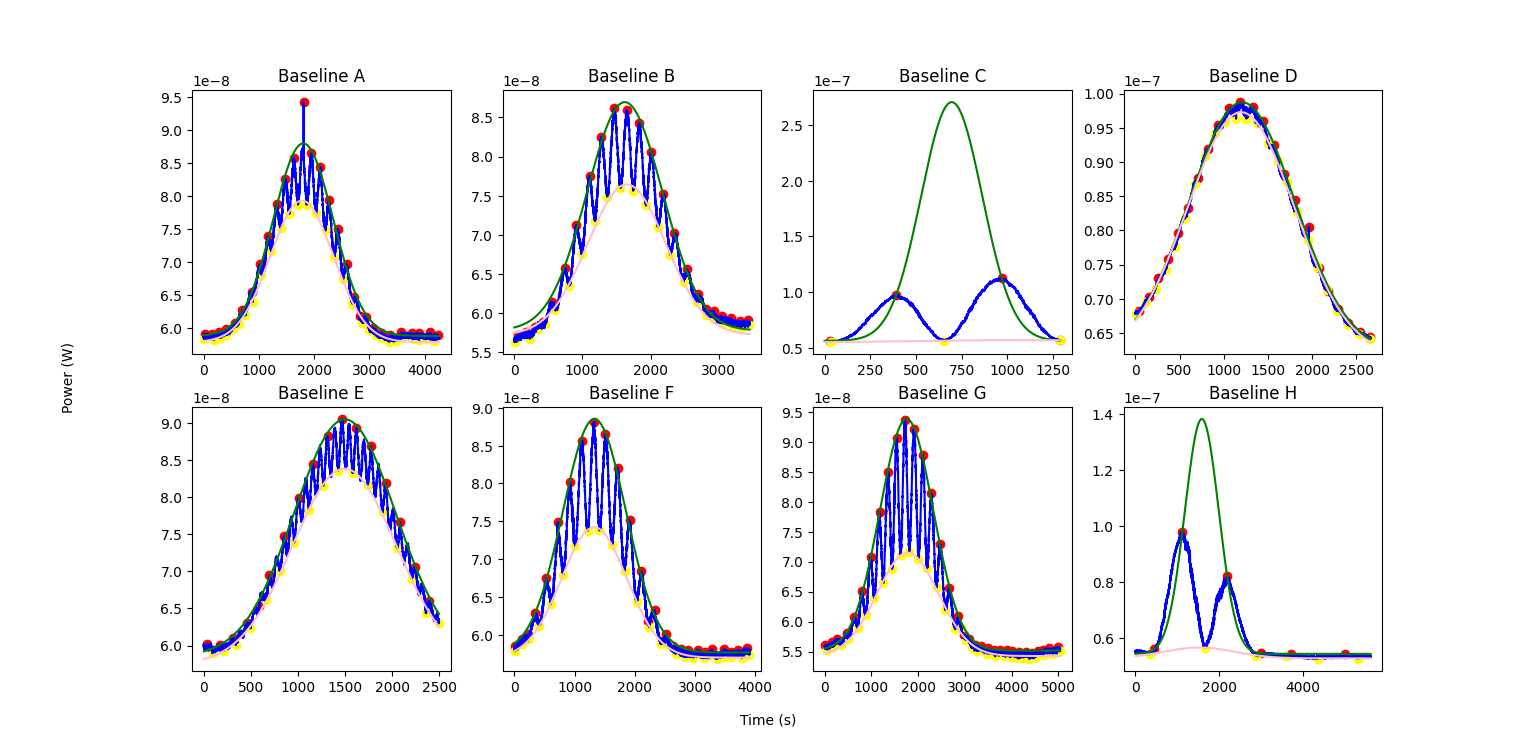 Baseline A
1e−8
9.5
9.0
8.5
8.0
7.5
7.0
6.5
6.0
0 1000 2000 3000 4000
Baseline B
1e−8
8.5
8.0
7.5
7.0
6.5
6.0
5.5
0 1000 2000 3000
Baseline C
1e−7
2.5
2.0
1.5
1.0
0.5
0 250 500 750 1000 1250
Baseline D
1e−7
1.00
0.95
0.90
0.85
0.80
0.75
0.70
0.65
0 500 1000 1500 2000 2500
Power (W)
Baseline E
1e−8
9.0
8.5
8.0
7.5
7.0
6.5
6.0
0 500 1000 1500 2000 2500
Baseline F
1e−8
9.0
8.5
8.0
7.5
7.0
6.5
6.0
0 1000 2000 3000 4000
Baseline G
1e−8
9.5
9.0
8.5
8.0
7.5
7.0
6.5
6.0
5.5
0 1000 2000 3000 4000 5000
Baseline H
1e−7
1.4
1.2
1.0
0.8
0.6
0 2000 4000
Time (s)